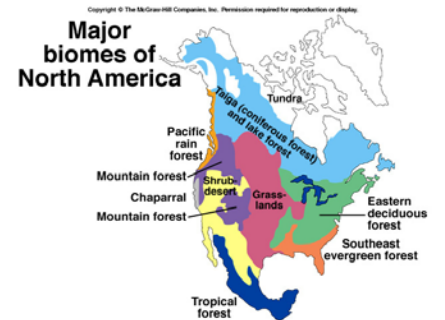 Copyright © The McGraw-Hill Companies, Inc. Permission required for reproduction or display.
Major
biomes of
North America
Tundra
Taiga (coniferous forest)
and lake forest
Pacific
rain
forest
Mountain forest
Shrub-
desert
Grass-
lands
Chaparral
Mountain forest
Eastern
deciduous
forest
Southeast
evergreen forest
Tropical
forest